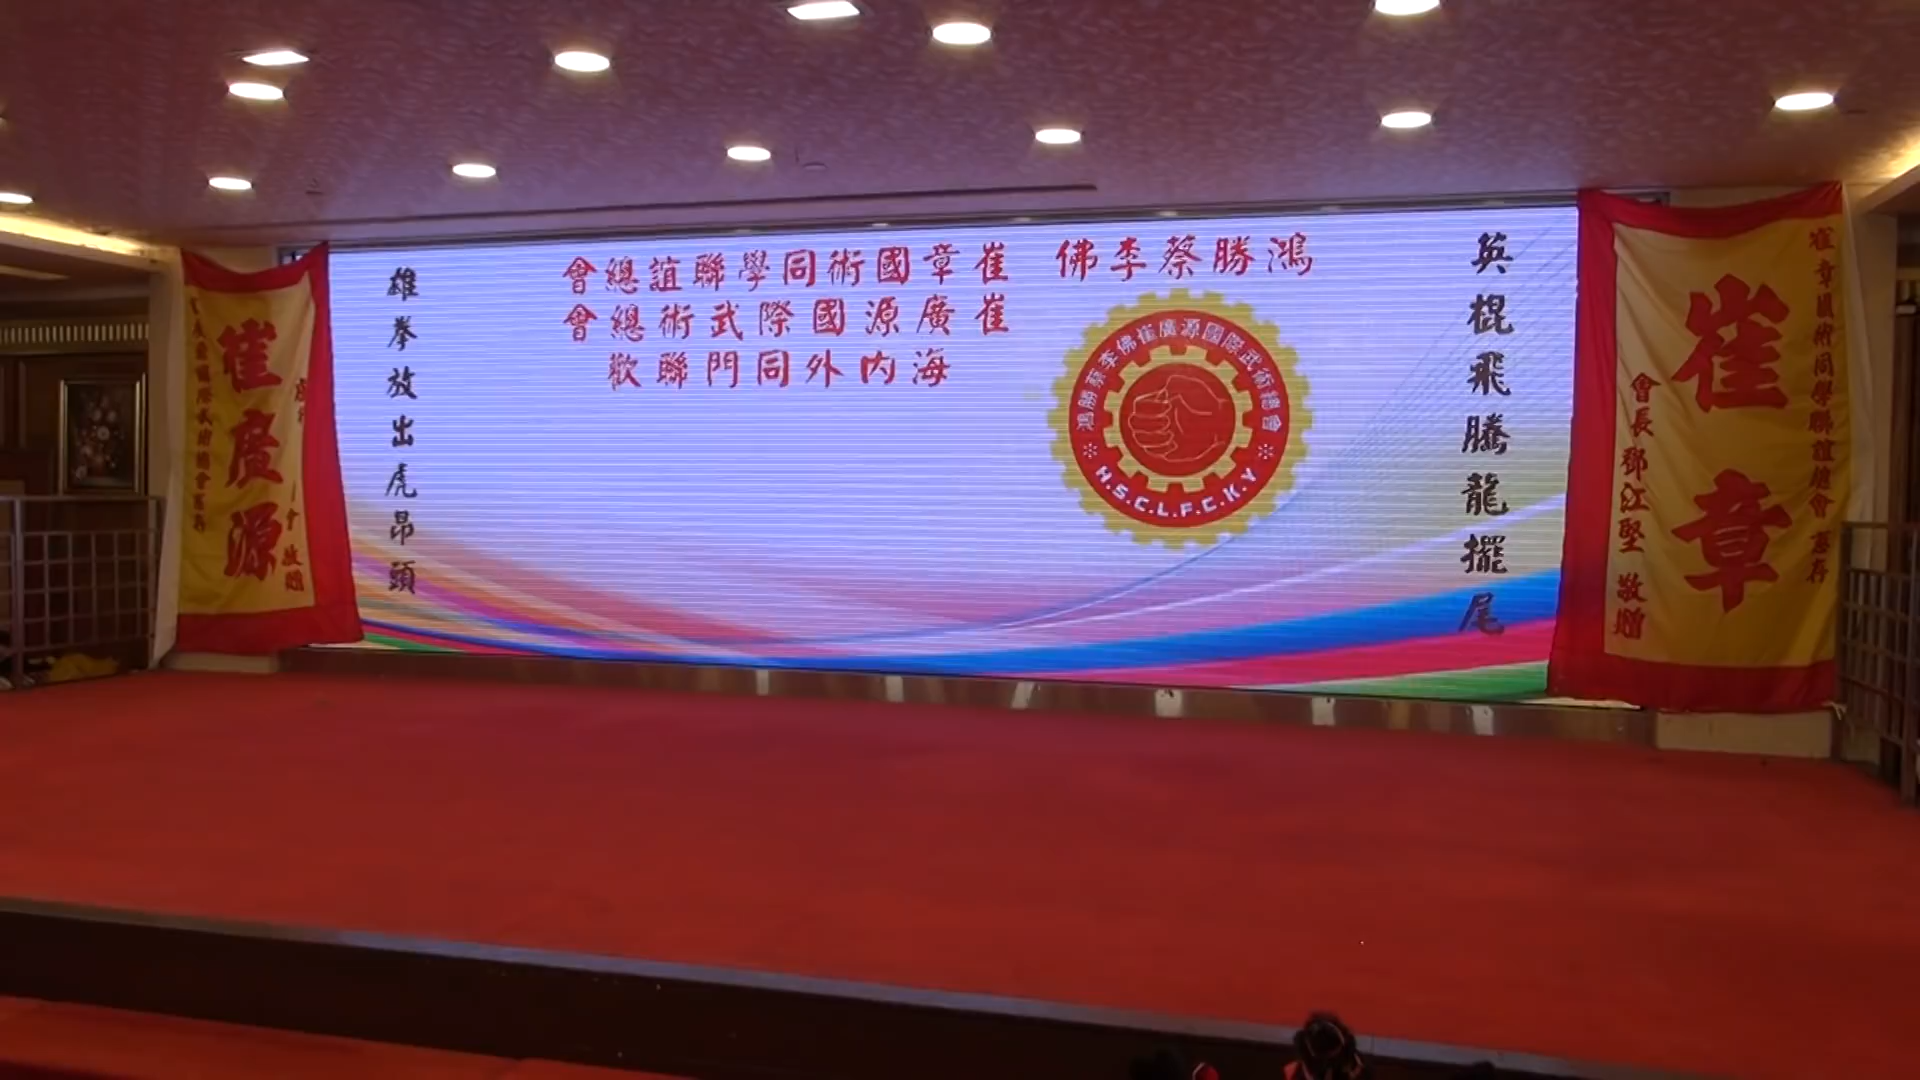 鴻勝蔡李佛 崔章國術同學聯誼總會
崔廣源國際武術總會
海內外同門聯歡
英棍飛騰龍擺尾
雄拳放出虎昂頭
鴻勝蔡李佛崔廣源國際武術總會
H.S.C.L.F.C.K.Y
崔章國術同學聯誼總會 惠存
崔章
會長 鄧江堅 敬贈
崔廣源
敬贈